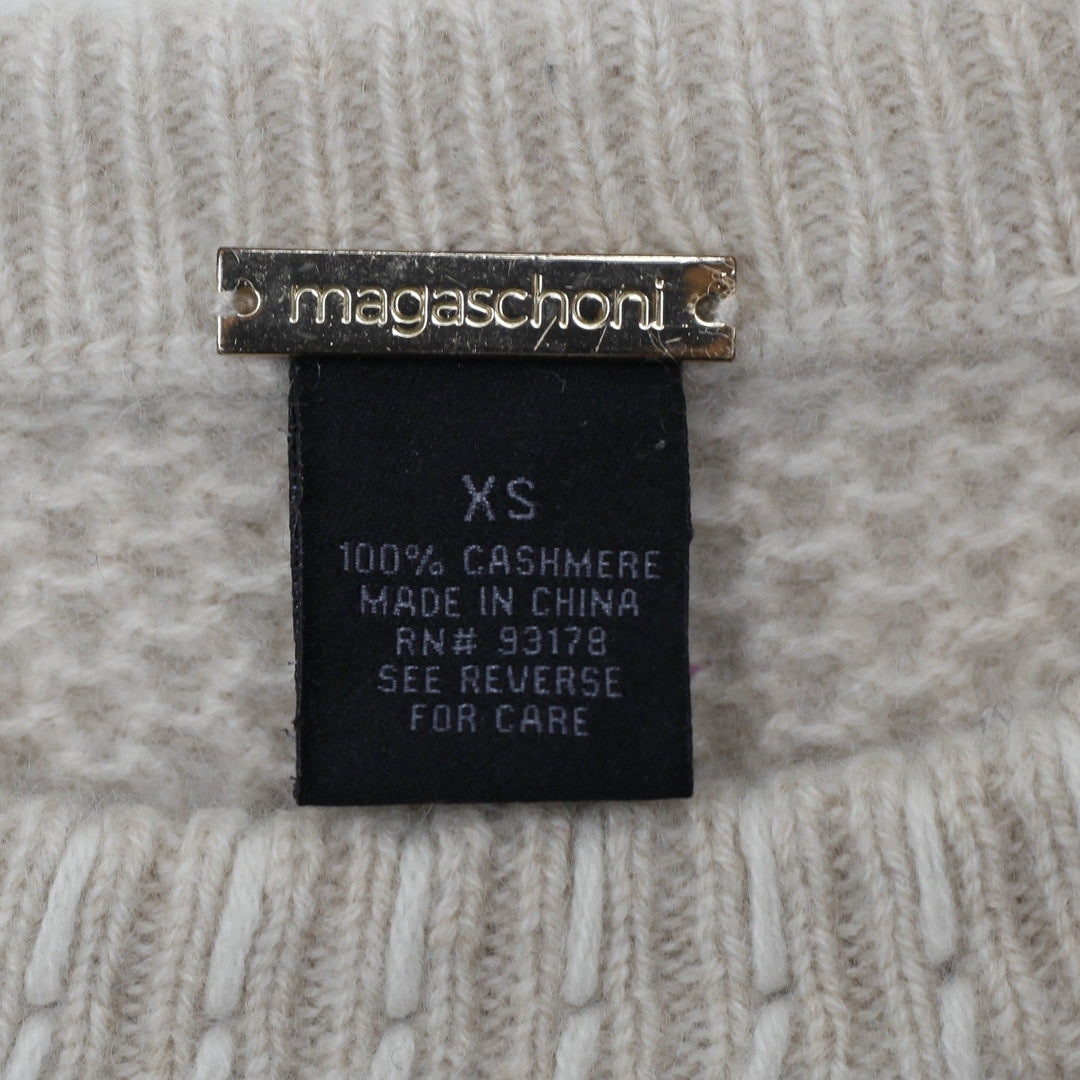 magaschoni
XS
100% CASHMERE
MADE IN CHINA
RN# 93178
SEE REVERSE
FOR CARE